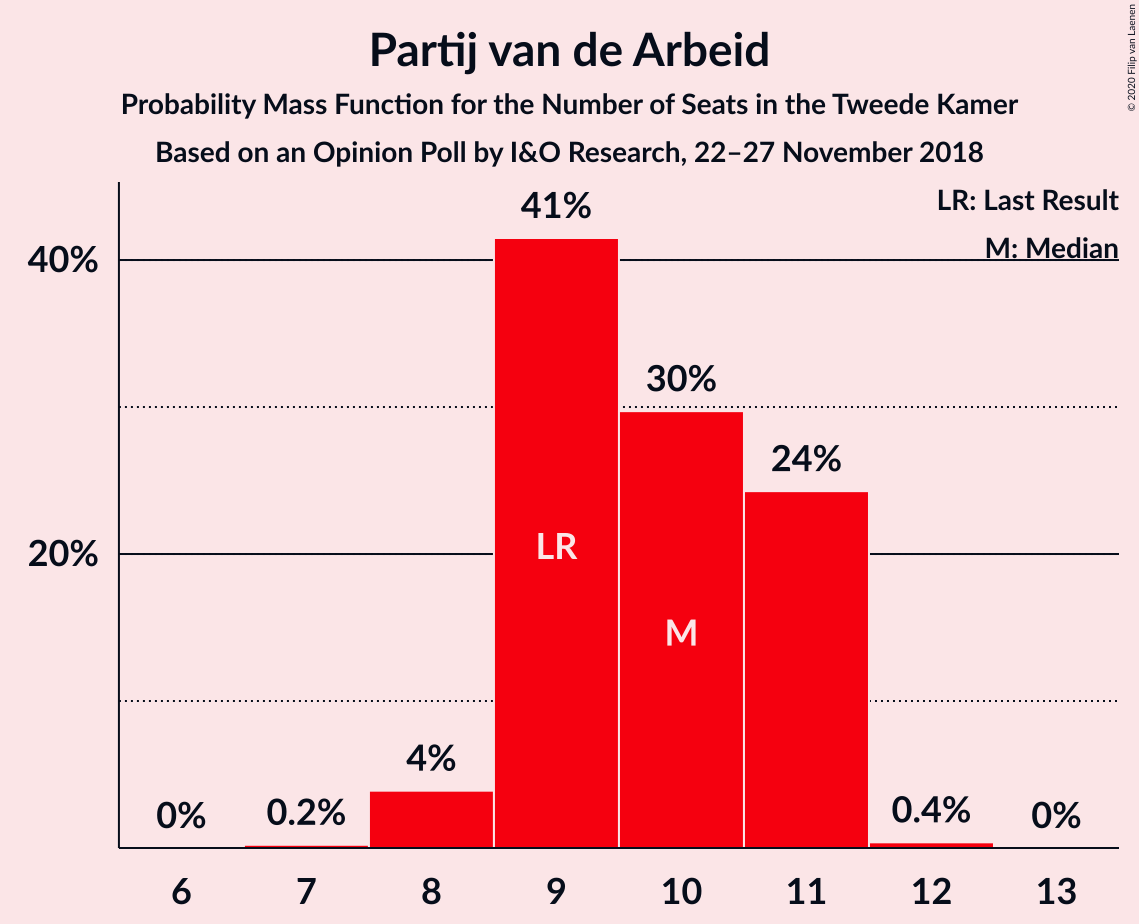 Partij van de Arbeid
Probability Mass Function for the Number of Seats in the Tweede Kamer
Based on an Opinion Poll by I&O Research, 22–27 November 2018
© 2020 Filip van Laenen
LR: Last Result
M: Median
40%
20%
0%
0.2%
4%
41%
30%
24%
0.4%
0%
LR
M
6 7 8 9 10 11 12 13